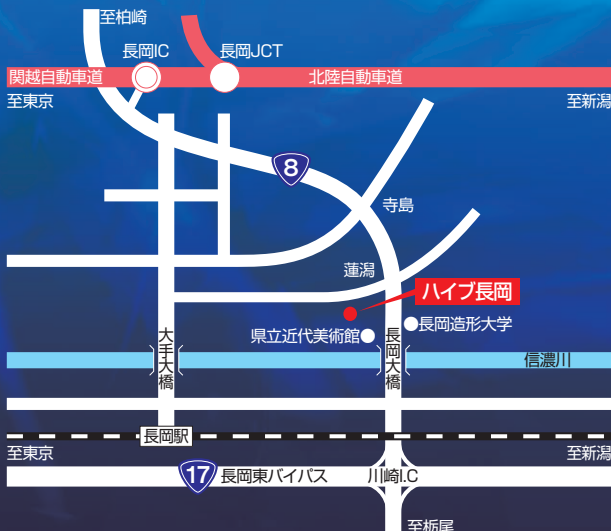 至柏崎
長岡IC
長岡JCT
関越自動車道
北陸自動車道
至東京
至新潟
8
寺島
蓮潟
ハイブ長岡
大手大橋
県立近代美術館
長岡大橋
長岡造形大学
信濃川
長岡駅
至東京
至新潟
17
長岡東バイパス
川崎I.C
至栃尾